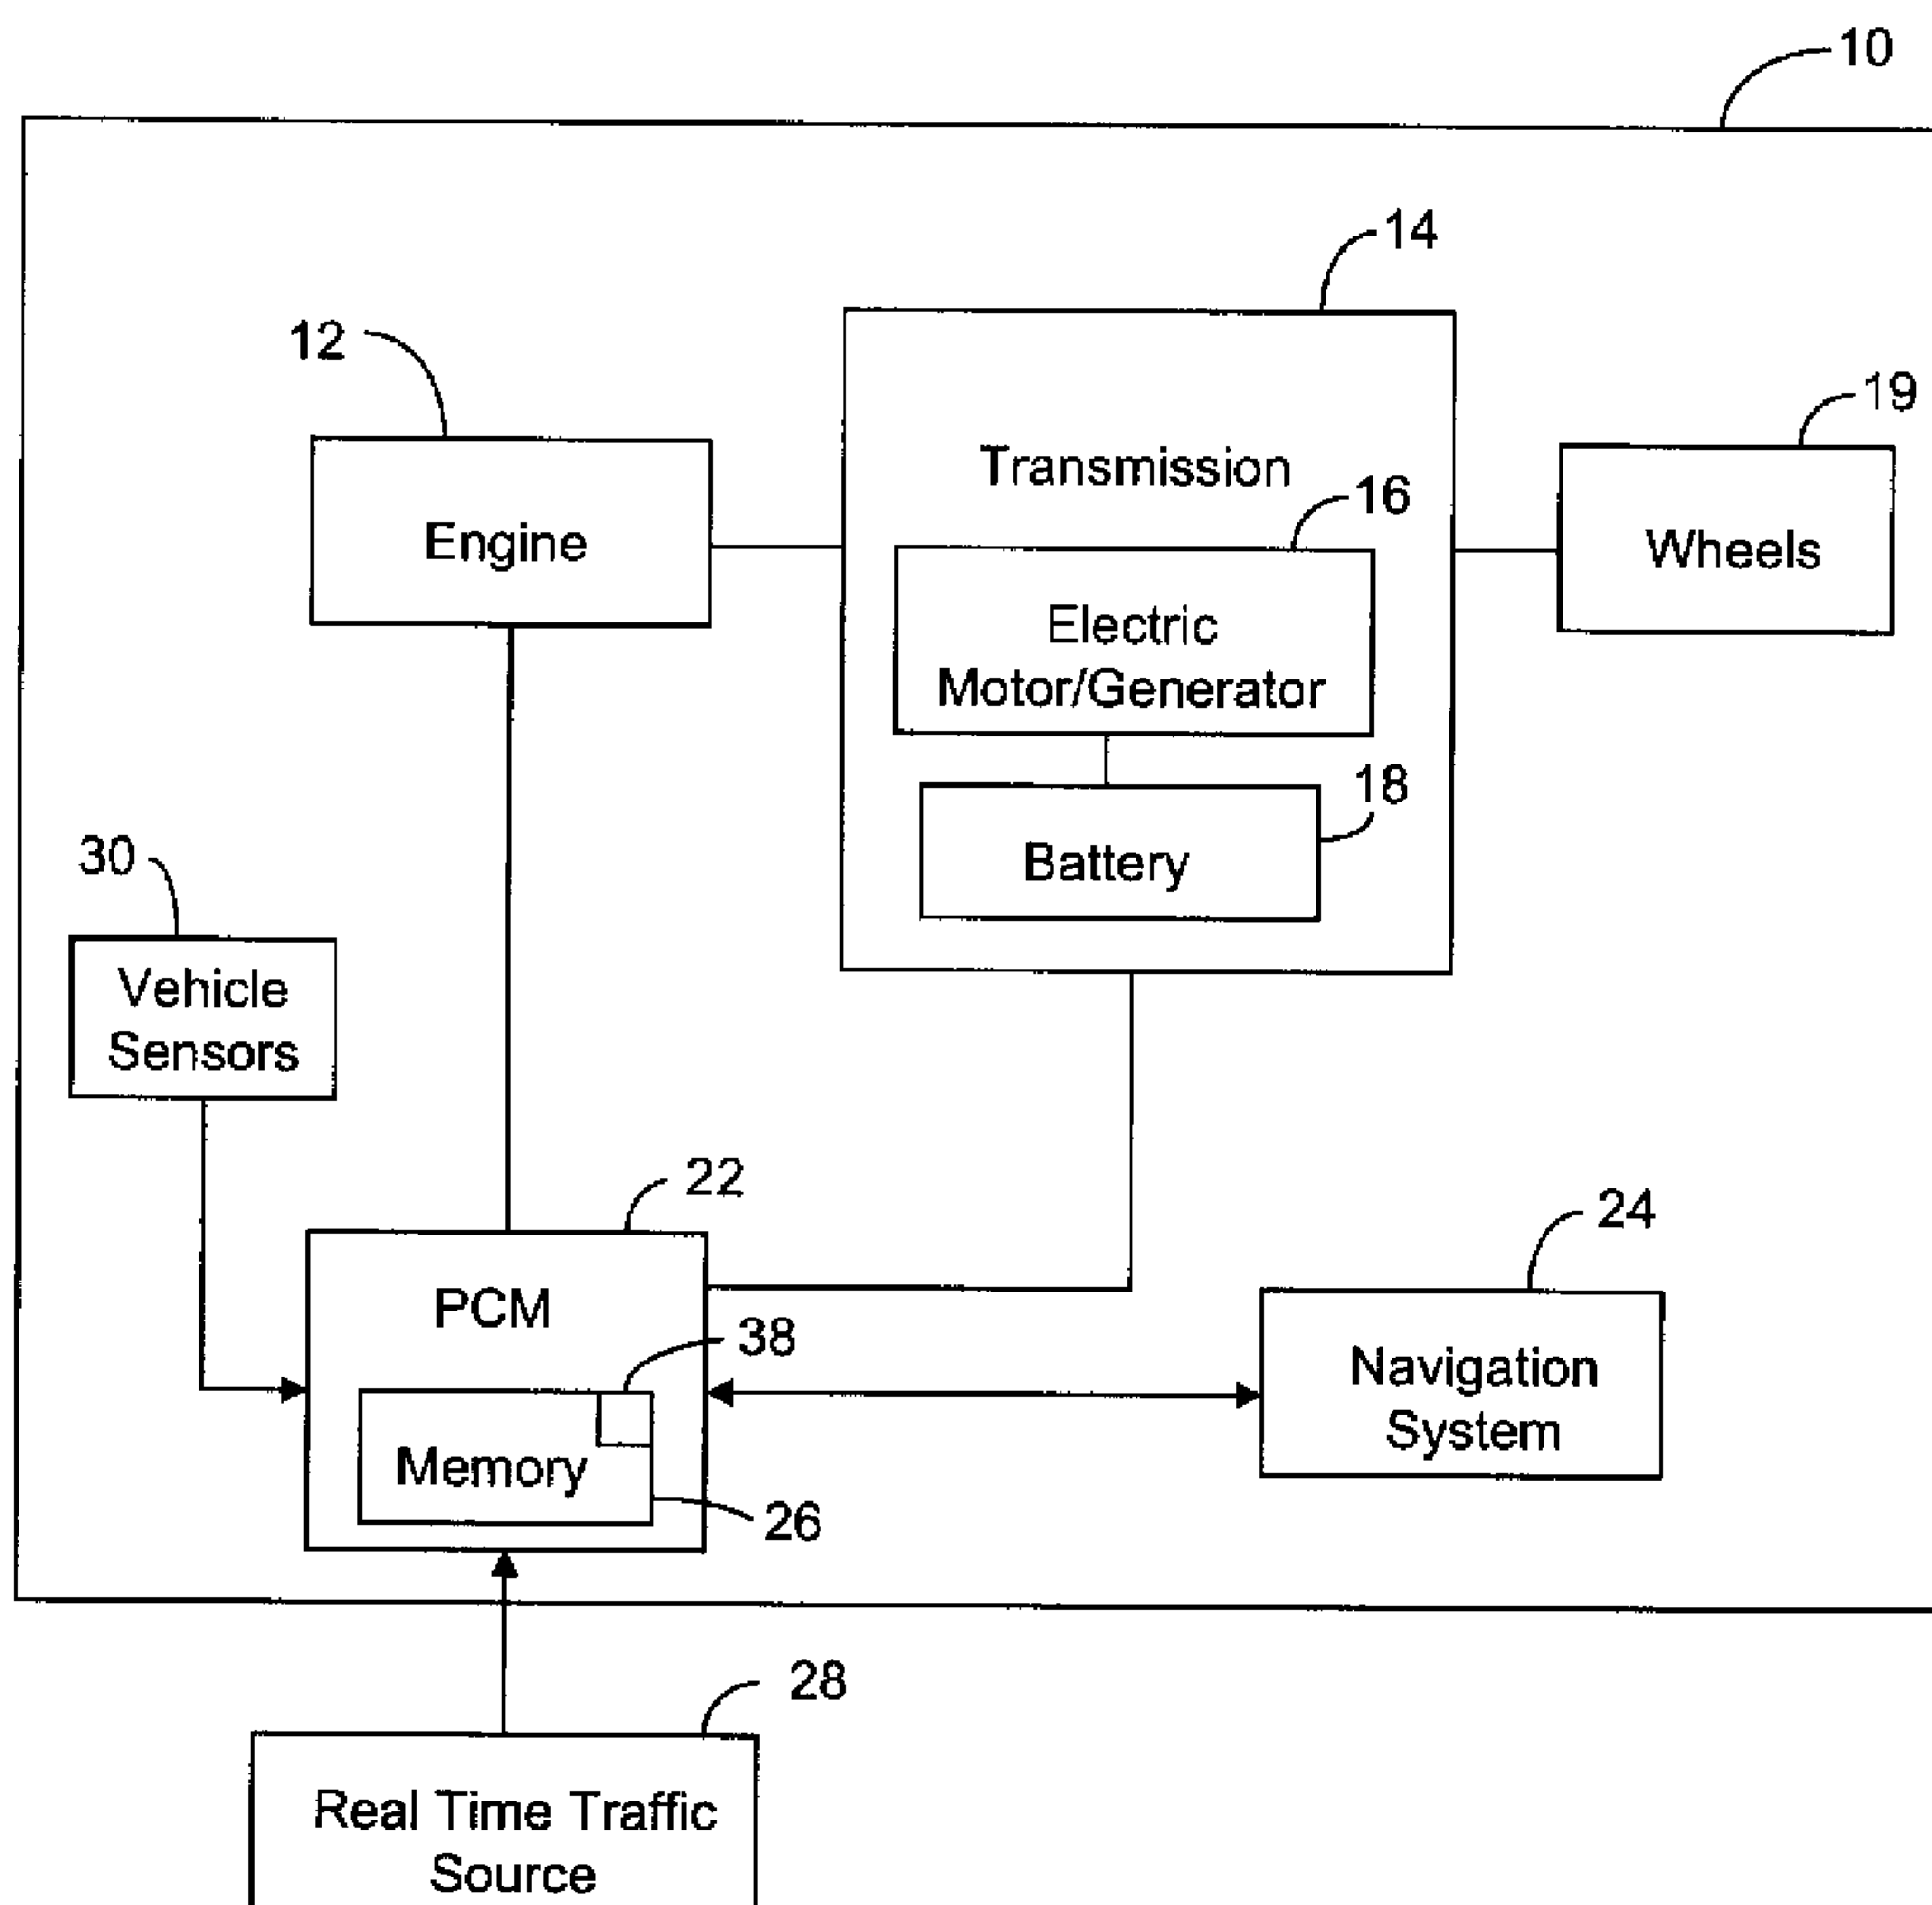 10
14
12
19
Transmission
16
Engine
Wheels
Electric
Motor/Generator
18
30
Battery
Vehicle
Sensors
22
24
PCM
38
Navigation
System
Memory
26
28
Real Time Traffic
Source